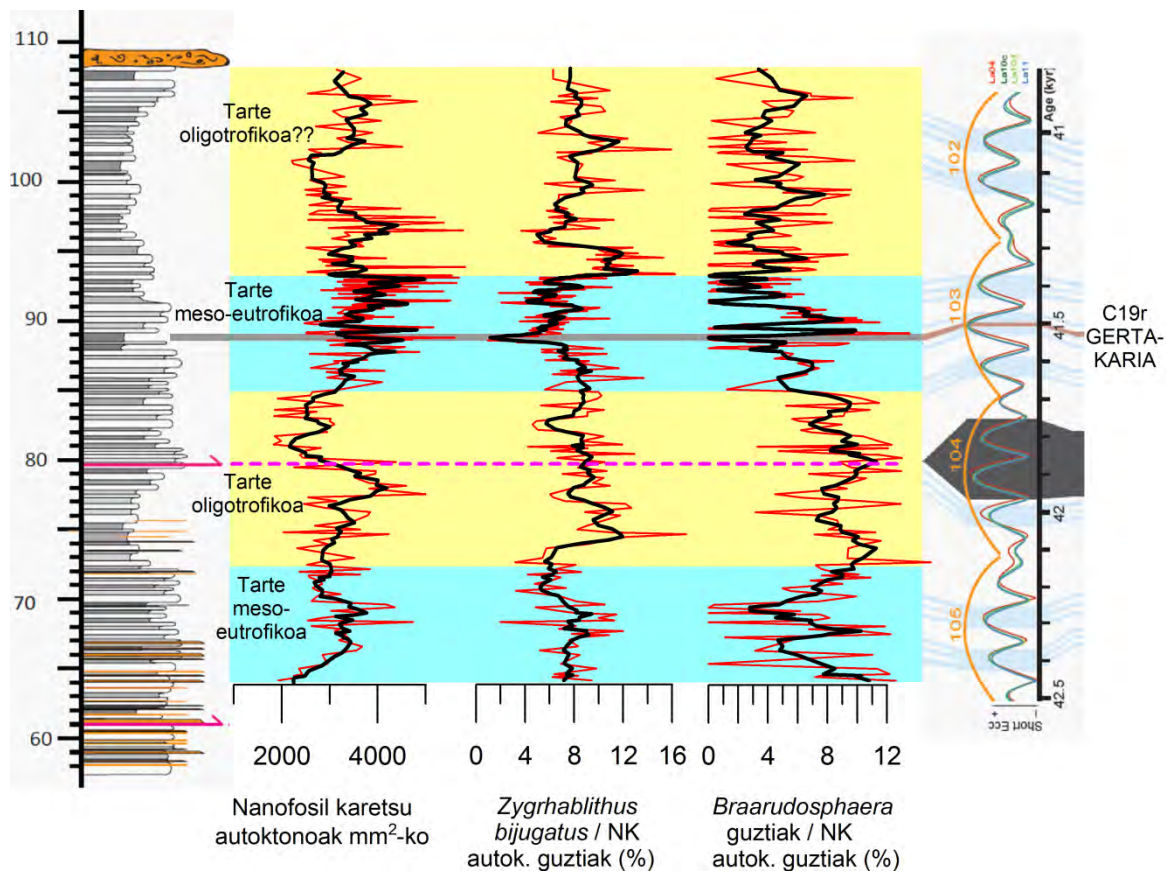 110
100
90
80
70
60
Tarte
oligotrofikoa??
Tarte
meso-eutrofikoa
Tarte
oligotrofikoa
Tarte
meso-
eutrofikoa
2000 4000
0 4 8 12 16
0 4 8 12
Nanofosil karetsu
autoktonoak mm²-ko
Zygrhablithus
bijugatus / NK
autok. guztiak (%)
Braarudosphaera
guztiak / NK
autok. guztiak (%)
La04
La10c
La10d
La11
Age (kyr)
41
41.5
42
42.5
102
103
104
105
+ Short Ecc –
C19r
GERTA-
KARIA